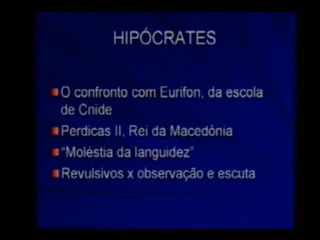 HIPÓCRATES
O confronto com Eurifon, da escola
de Cnide
Perdicas II, Rei da Macedônia
"Moléstia da languidez"
Revulsivos x observação e escuta